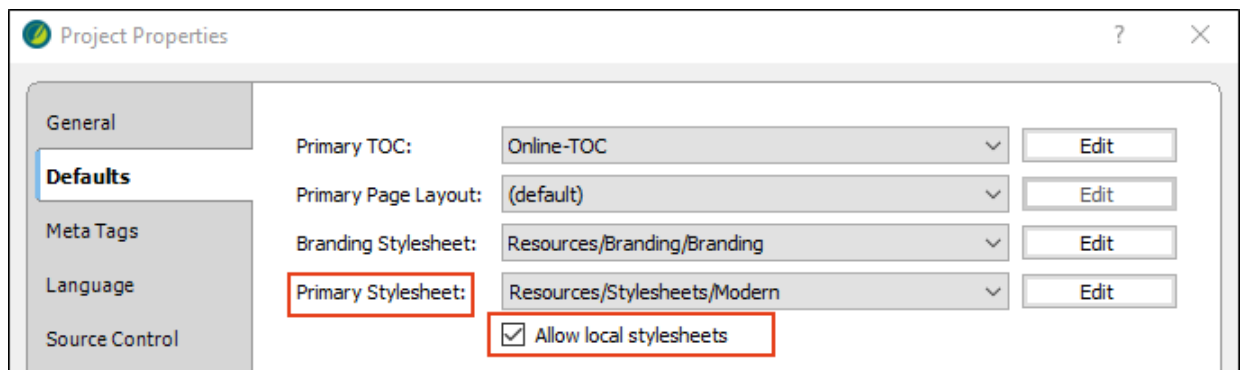 Project Properties
?
General
Defaults
Meta Tags
Language
Source Control
Primary TOC: Online-TOC Edit
Primary Page Layout: (default) Edit
Branding Stylesheet: Resources/Branding/Branding Edit
Primary Stylesheet: Resources/Stylesheets/Modern Edit
Allow local stylesheets